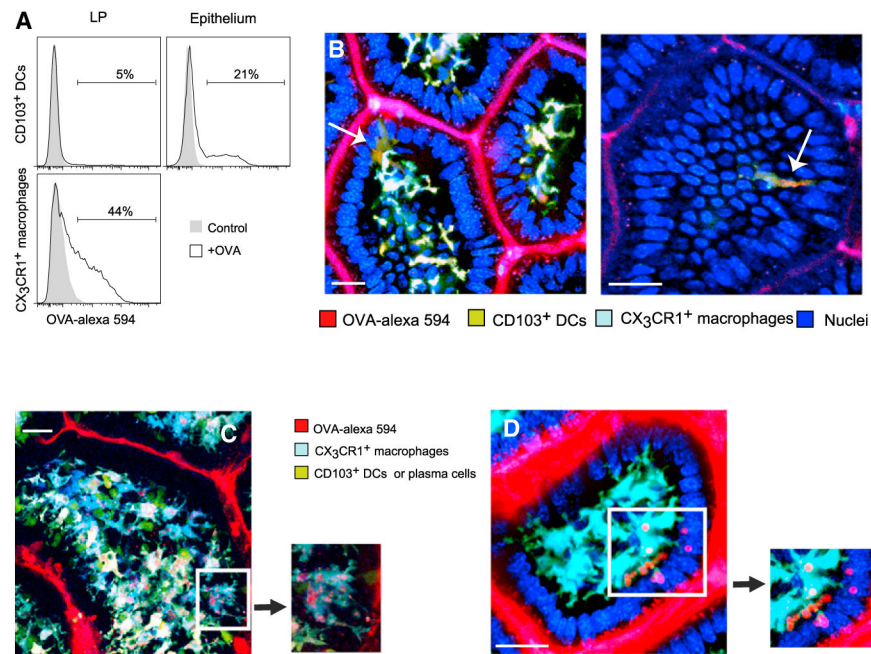 A
LP
Epithelium
CD103+ DCs
5%
21%
CX3CR1+ macrophages
44%
Control
+OVA
OVA-alexa 594
B
OVA-alexa 594
CD103+ DCs
CX3CR1+ macrophages
Nuclei
C
OVA-alexa 594
CX3CR1+ macrophages
CD103+ DCs or plasma cells
D